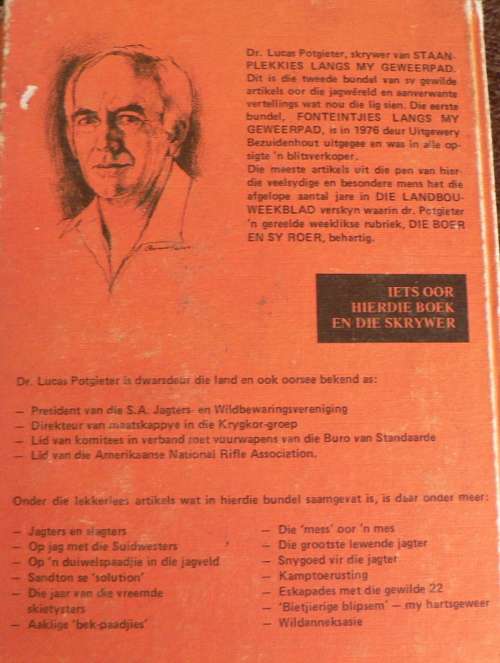 Dr. Lucas Potgieter, skrywer van STAAN-
PLEKKIES LANGS MY GEWEERPAD.
Dit is die tweede bundel van sy gewilde
artikels oor die jagwêreld en aanverwante
vertellings wat nou die lig sien. Die eerste
bundel, FONTEINTJIES LANGS MY
GEWEERPAD, is in 1976 deur Uitgewery
Bezuidenhout uitgegee en was in alle op-
sigte 'n blitsverkoper.
Die meeste artikels uit die pen van hier-
die veelsydige en besondere mens het die
afgelope aantal jare in DIE LANDBOU-
WEEKBLAD verskyn waarin dr. Potgieter
'n gereelde weeklikse rubriek, DIE BOER
EN SY ROER, behartig.
IETS OOR
HIERDIE BOEK
EN DIE SKRYWER
Dr. Lucas Potgieter is dwarsdeur die land en ook oorsee bekend as:
— President van die S.A. Jagters- en Wildbewaringsvereniging
— Direkteur van maatskappye in die Krygkor-groep
— Lid van komitees in verband met vuurwapens van die Buro van Standaarde
— Lid van die Amerikaanse National Rifle Association.
Onder die lekkerlees artikels wat in hierdie bundel saamgevat is, is daar onder meer:
— Jagters en slagters
— Op jag met die Suidwesters
— Op 'n duiwelspaadjie in die jagveld
— Sandton se 'solution'
— Die jaar van die vreemde
skietysters
— Aaklige 'bek-paadjies'
— Die 'mess' oor 'n mes
— Die grootste lewende jagter
— Snygoed vir die jagter
— Kamptoerusting
— Eskapades met die gewilde 22
— 'Bietjierige blipsem' — my hartsgeweer
— Wildanneksasie